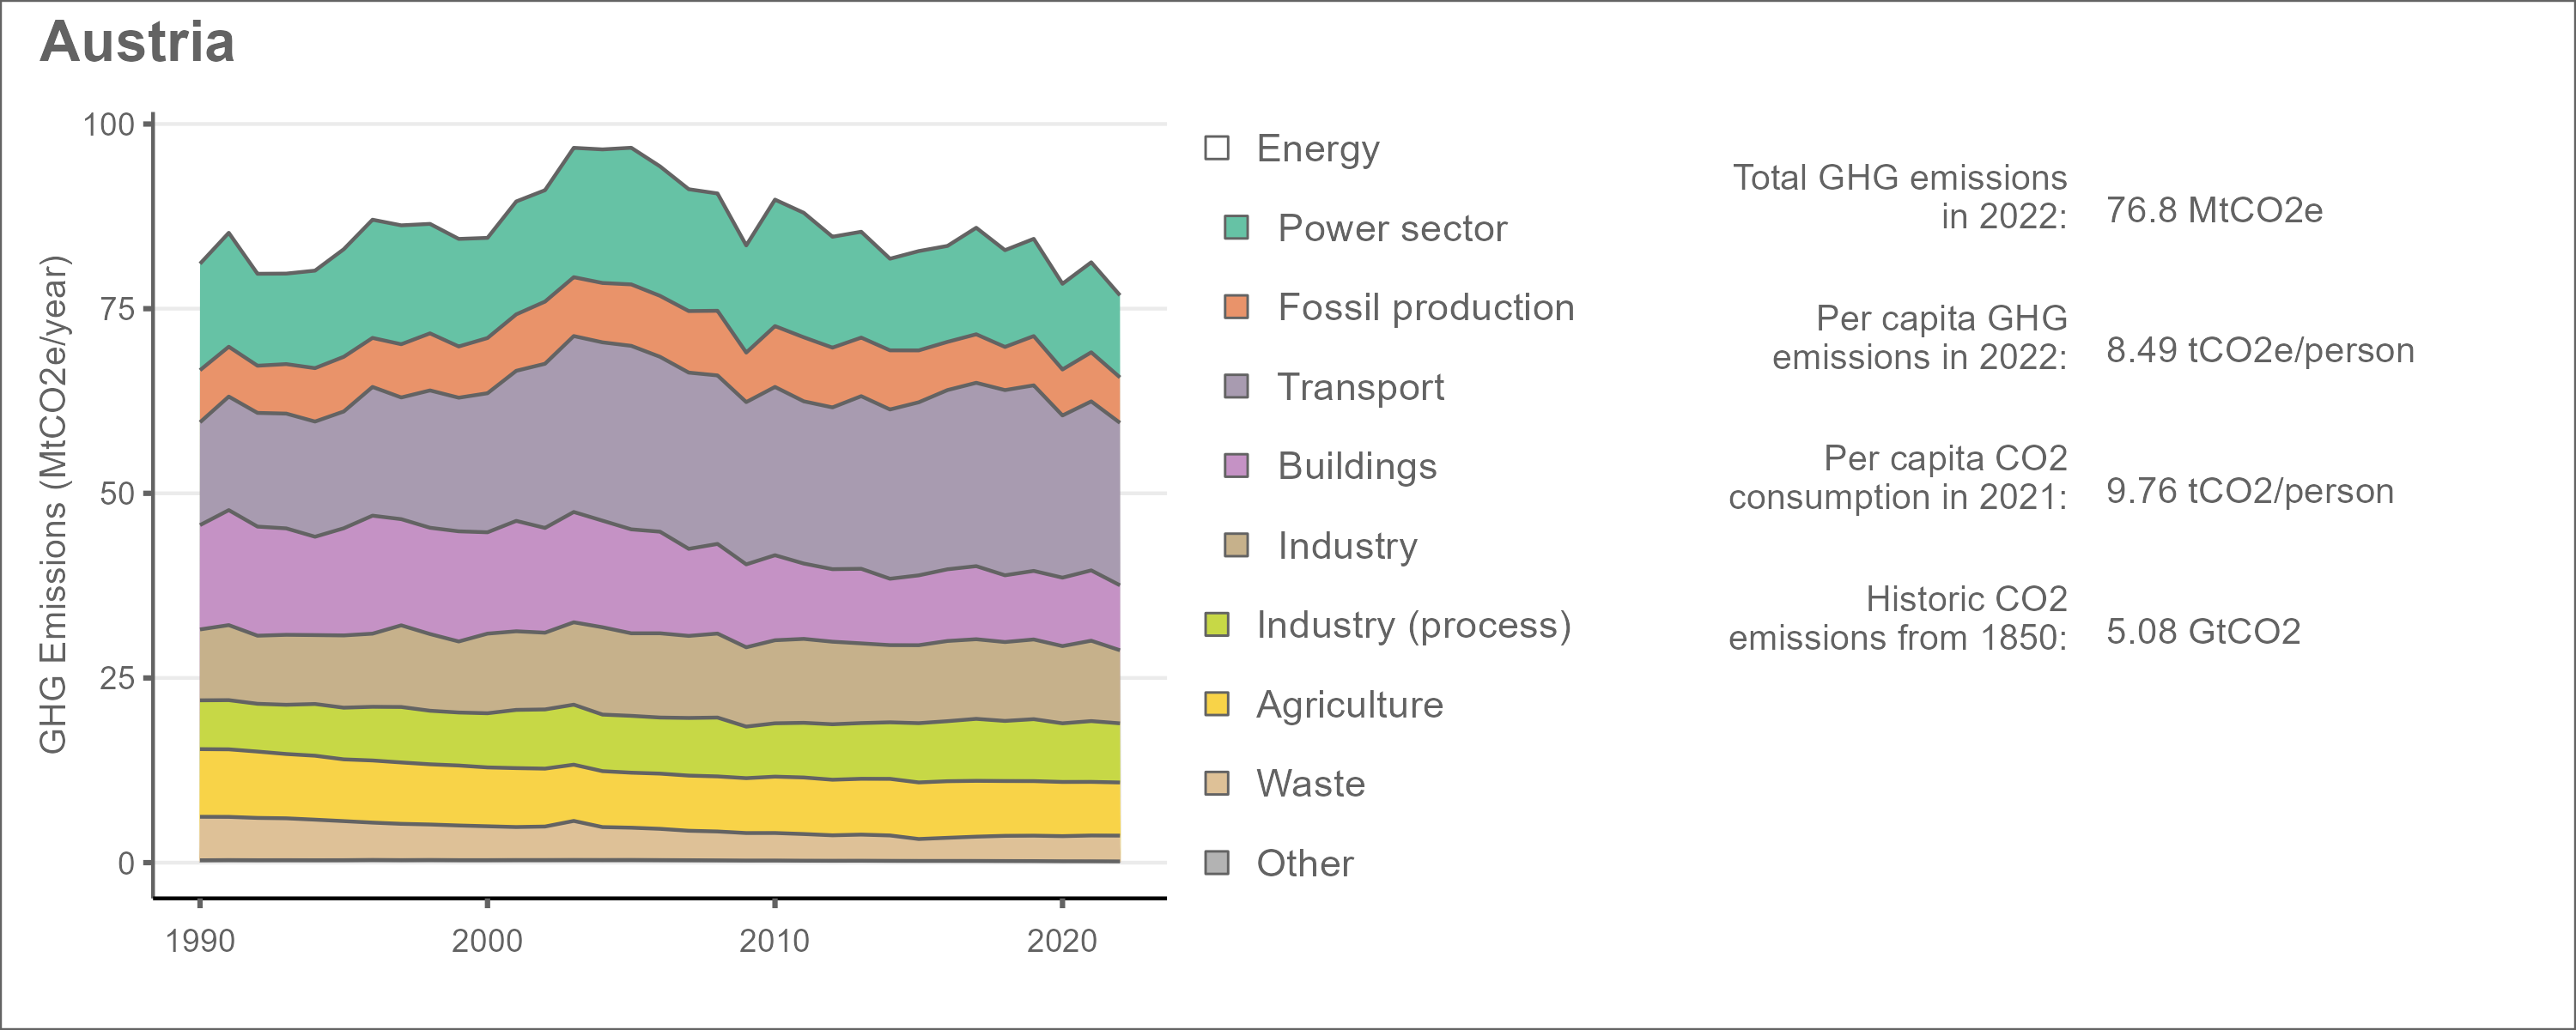 Austria
GHG Emissions (MtCO2e/year)
100
75
50
25
0
1990
2000
2010
2020
Energy
Power sector
Fossil production
Transport
Buildings
Industry
Industry (process)
Agriculture
Waste
Other
Total GHG emissions
in 2022:
76.8 MtCO2e
Per capita GHG
emissions in 2022:
8.49 tCO2e/person
Per capita CO2
consumption in 2021:
9.76 tCO2/person
Historic CO2
emissions from 1850:
5.08 GtCO2